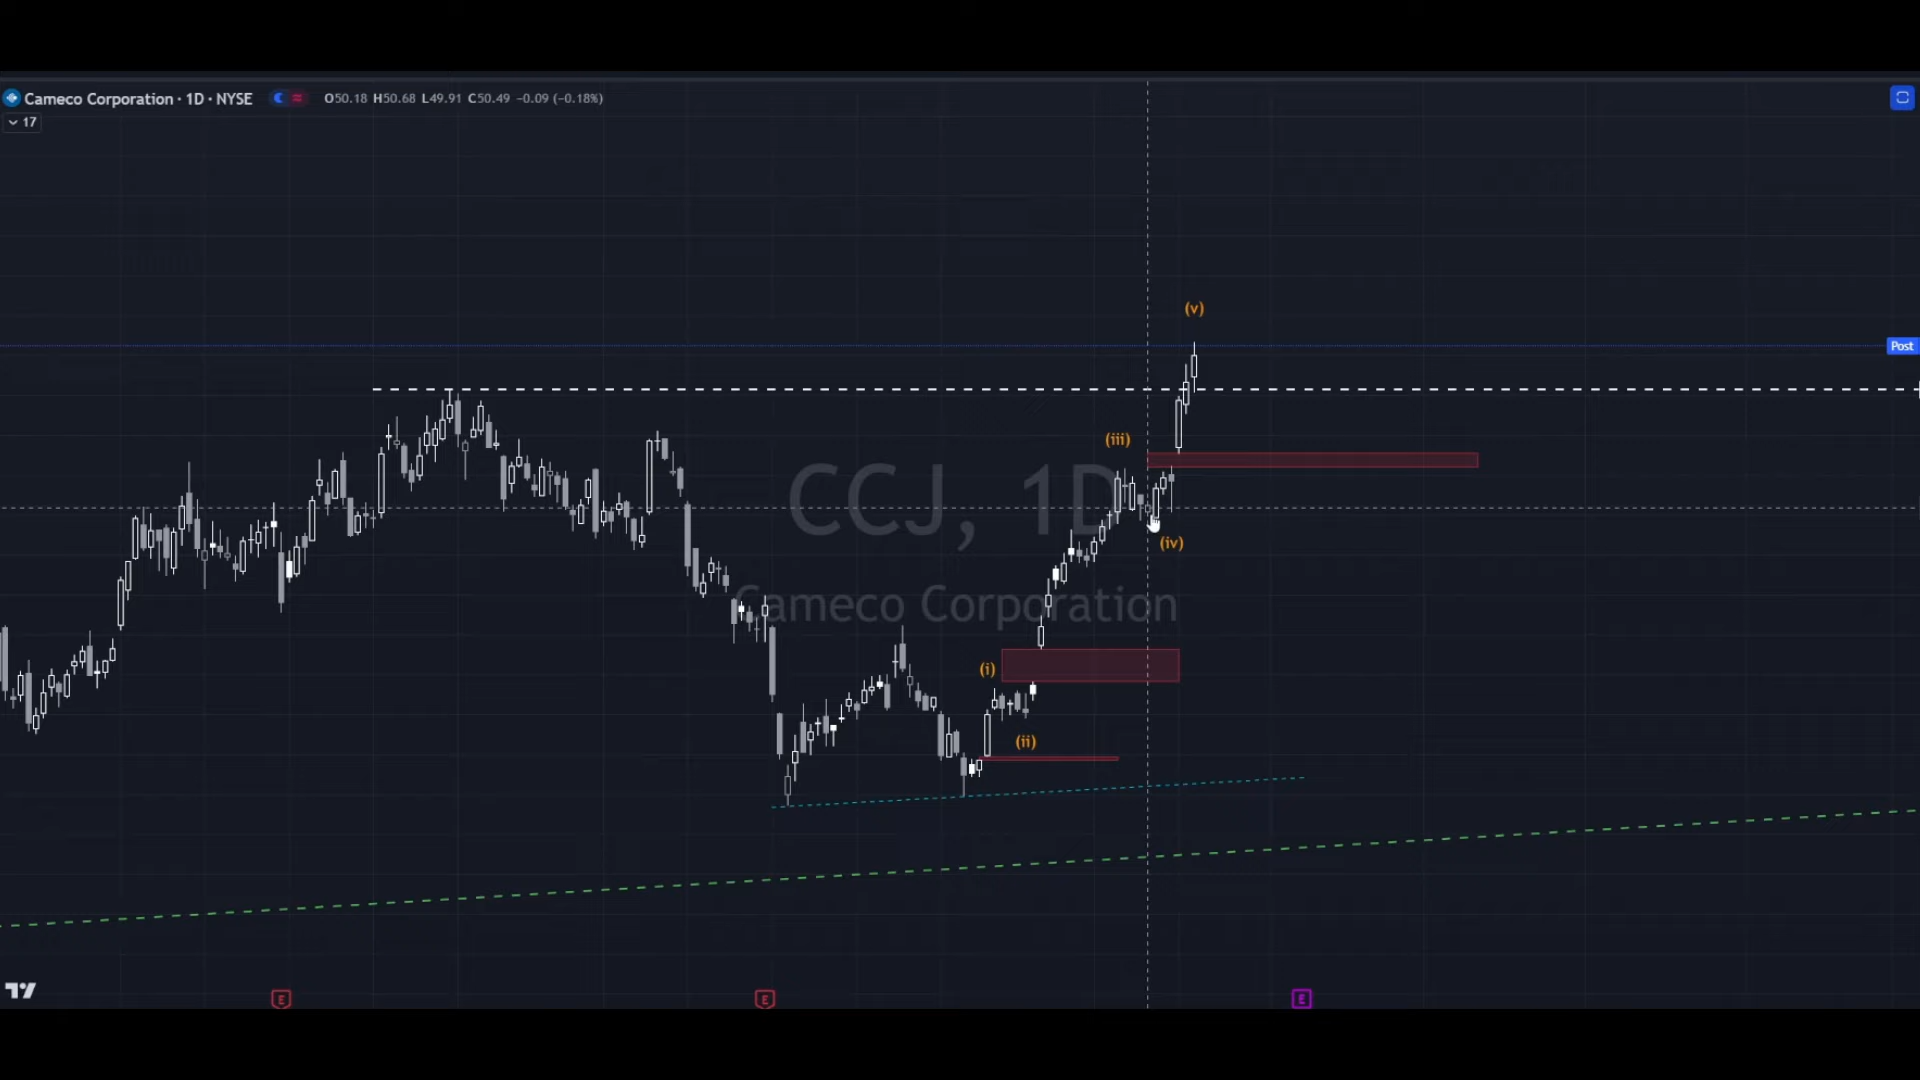 Cameco Corporation · 1D · NYSE O50.18 H50.68 L49.91 C50.49 −0.09 (−0.18%)
17
(v)
Post
(iii)
CCJ, 1D
(iv)
Cameco Corporation
(i)
(ii)
E E E